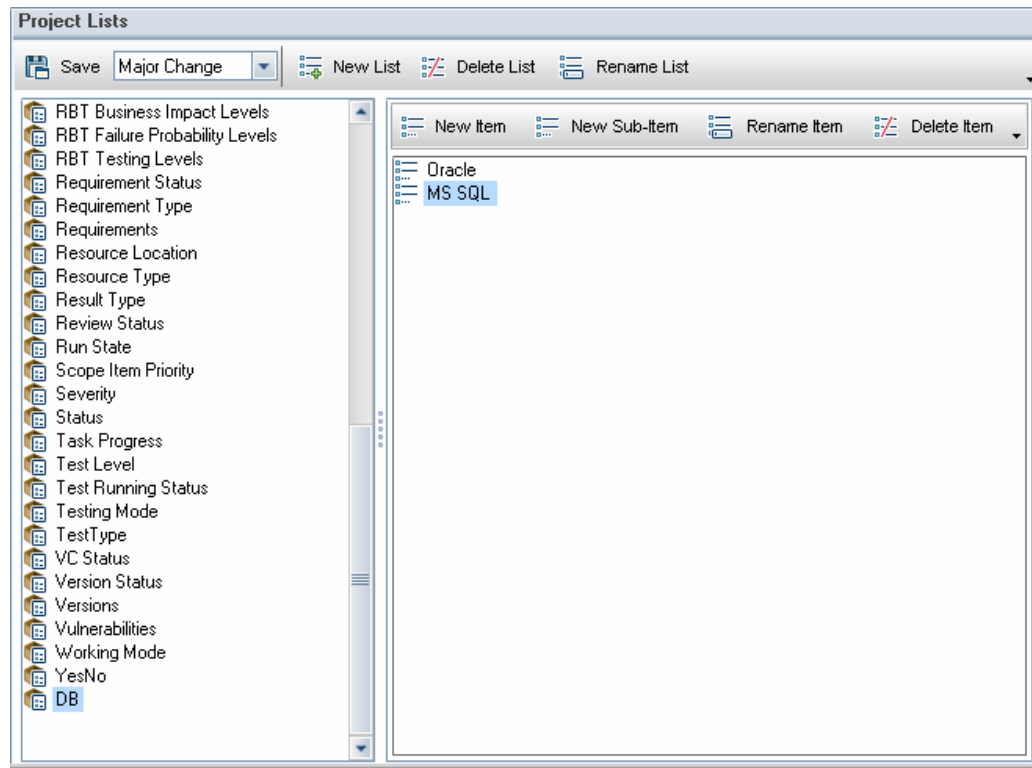 Project Lists
Save Major Change New List Delete List Rename List
RBT Business Impact Levels
RBT Failure Probability Levels
RBT Testing Levels
Requirement Status
Requirement Type
Requirements
Resource Location
Resource Type
Result Type
Review Status
Run State
Scope Item Priority
Severity
Status
Task Progress
Test Level
Test Running Status
Testing Mode
TestType
VC Status
Version Status
Versions
Vulnerabilities
Working Mode
YesNo
DB
New Item New Sub-Item Rename Item Delete Item
Oracle
MS SQL